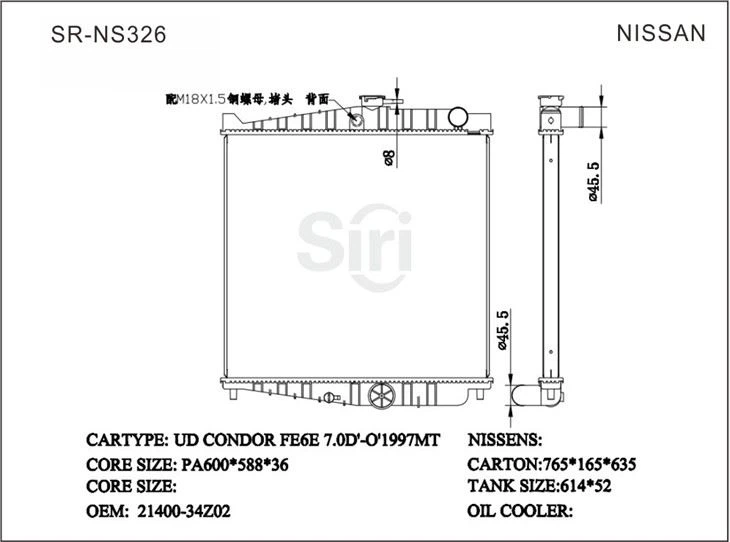 SR-NS326
NISSAN
配M18X1.5铜螺母,堵头 背面
ø8
ø45.5
Siri
ø45.5
CARTYPE: UD CONDOR FE6E 7.0D'-O'1997MT
NISSENS:
CORE SIZE: PA600*588*36
CARTON:765*165*635
CORE SIZE:
TANK SIZE:614*52
OEM: 21400-34Z02
OIL COOLER: